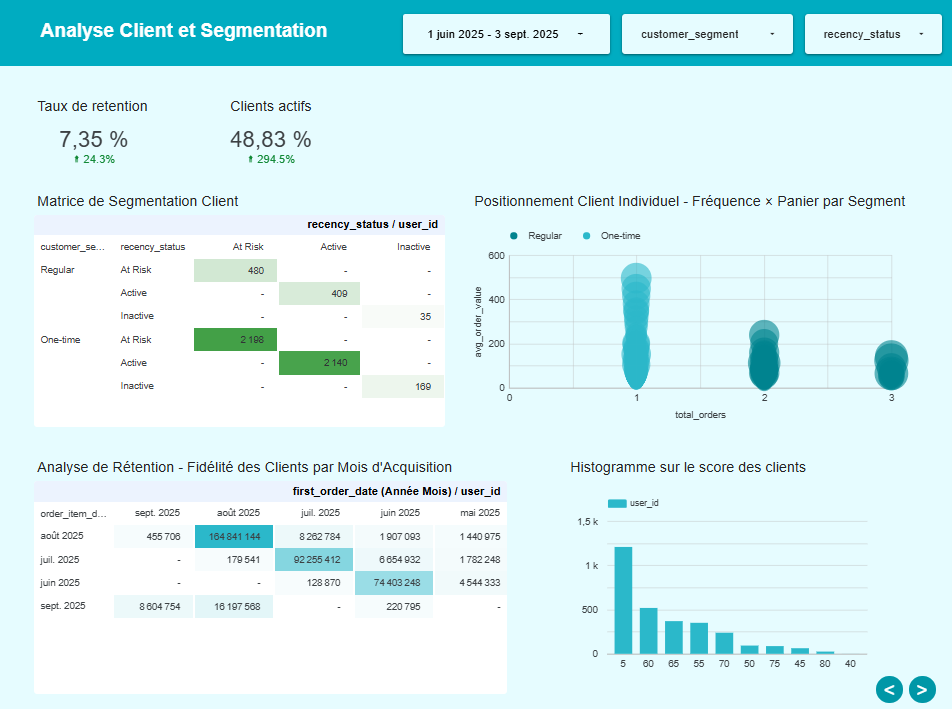 Analyse Client et Segmentation
1 juin 2025 - 3 sept. 2025
customer_segment
recency_status
Taux de retention
Clients actifs
7,35 %
48,83 %
24.3%
294.5%
Matrice de Segmentation Client
recency_status / user_id
customer_se... recency_status At Risk Active Inactive
Regular At Risk 480 - -
Active - 409 -
Inactive - - 35
One-time At Risk 2 198 - -
Active - 2 140 -
Inactive - - 169
Positionnement Client Individuel - Fréquence × Panier par Segment
Regular One-time
avg_order_value
600
400
200
0
0 1 2 3
total_orders
Analyse de Rétention - Fidélité des Clients par Mois d'Acquisition
first_order_date (Année Mois) / user_id
order_item_d... sept. 2025 août 2025 juil. 2025 juin 2025 mai 2025
août 2025 455 706 164 841 144 8 262 784 1 907 093 1 440 975
juil. 2025 - 179 541 92 255 412 6 654 932 1 782 248
juin 2025 - - 128 870 74 403 248 4 544 333
sept. 2025 8 604 754 16 197 568 - 220 795 -
Histogramme sur le score des clients
user_id
1,5 k
1 k
500
0
5 60 65 55 70 50 75 45 80 40
< >